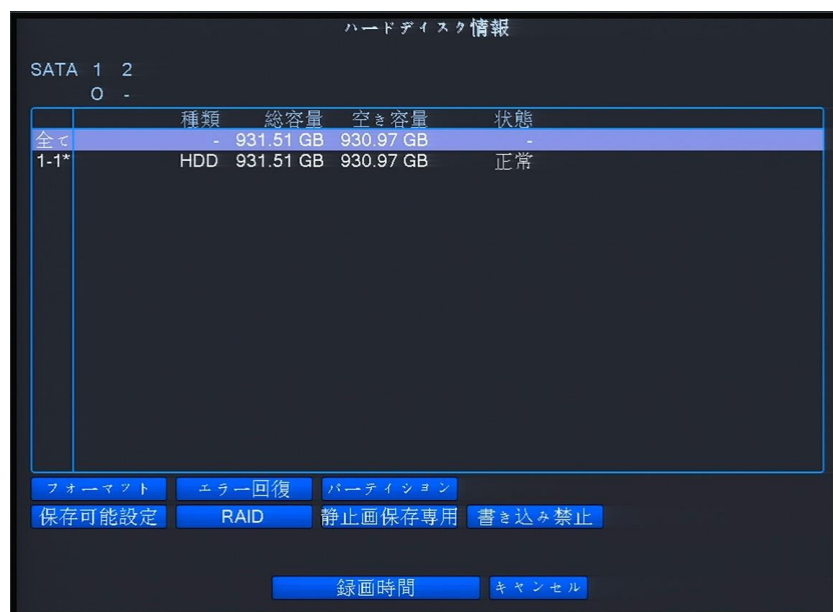 ハードディスク情報
SATA 1 2
O -
種類 総容量 空き容量 状態
全て - 931.51 GB 930.97 GB -
1-1* HDD 931.51 GB 930.97 GB 正常
フォーマット エラー回復 パーティション
保存可能設定 RAID 静止画保存専用 書き込み禁止
録画時間 キャンセル